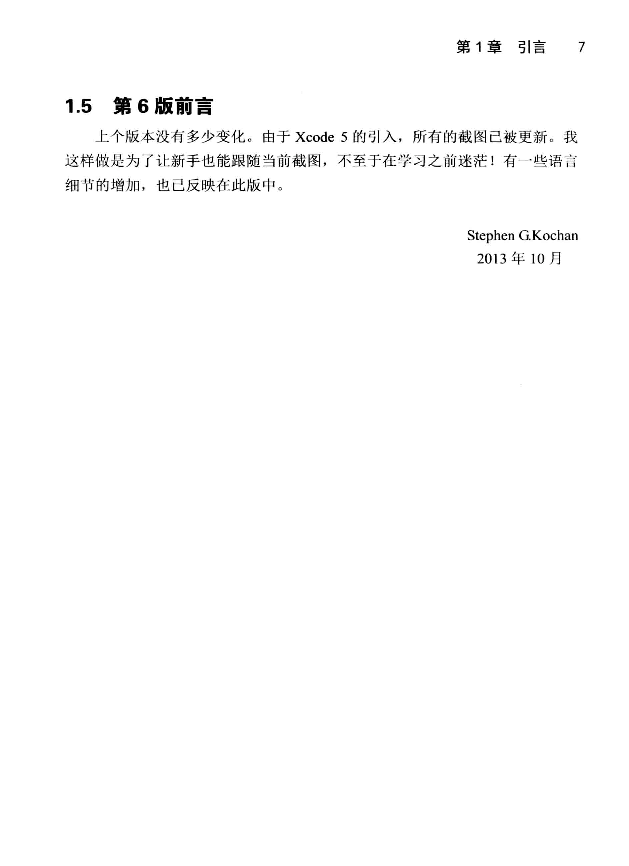 第 1 章 引言 7
1.5 第 6 版前言
上个版本没有多少变化。由于 Xcode 5 的引入，所有的截图已被更新。我
这样做是为了让新手也能跟随当前截图，不至于在学习之前迷茫！有一些语言
细节的增加，也已反映在此版中。
Stephen G.Kochan
2013 年 10 月